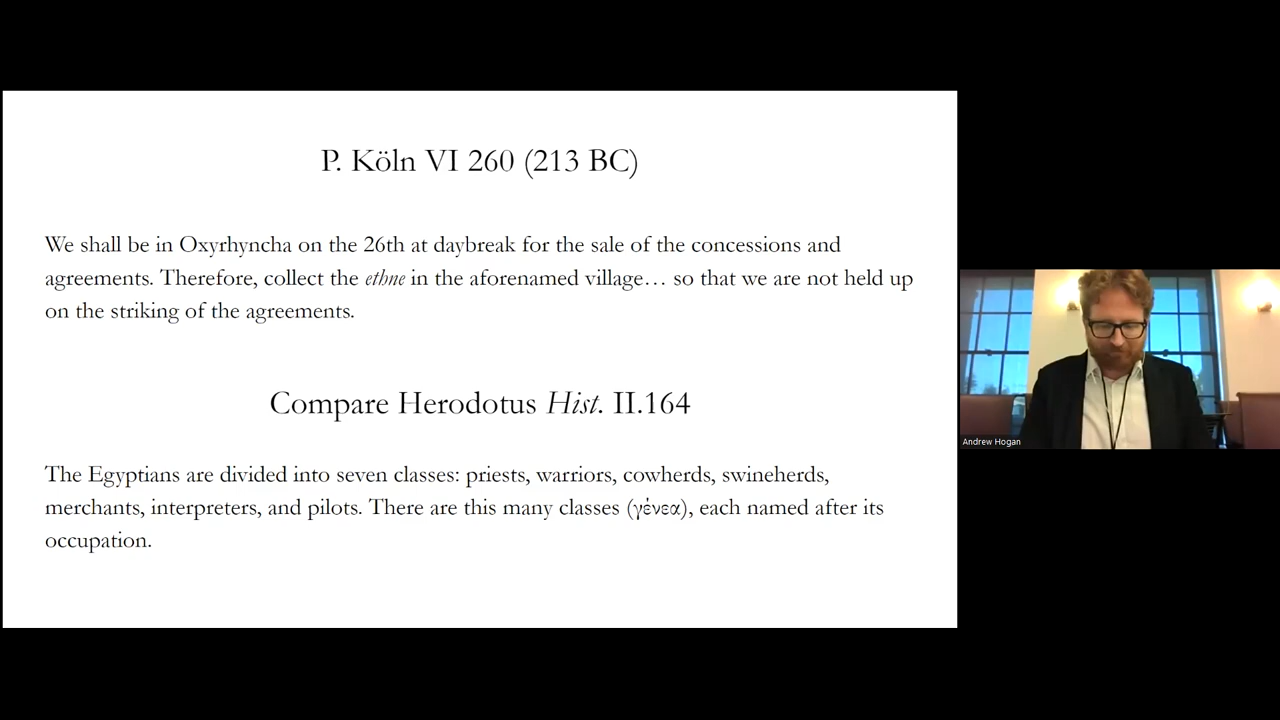 P. Köln VI 260 (213 BC)
We shall be in Oxyrhyncha on the 26th at daybreak for the sale of the concessions and
agreements. Therefore, collect the ethne in the aforenamed village… so that we are not held up
on the striking of the agreements.
Compare Herodotus Hist. II.164
The Egyptians are divided into seven classes: priests, warriors, cowherds, swineherds,
merchants, interpreters, and pilots. There are this many classes (γένεα), each named after its
occupation.
Andrew Hogan